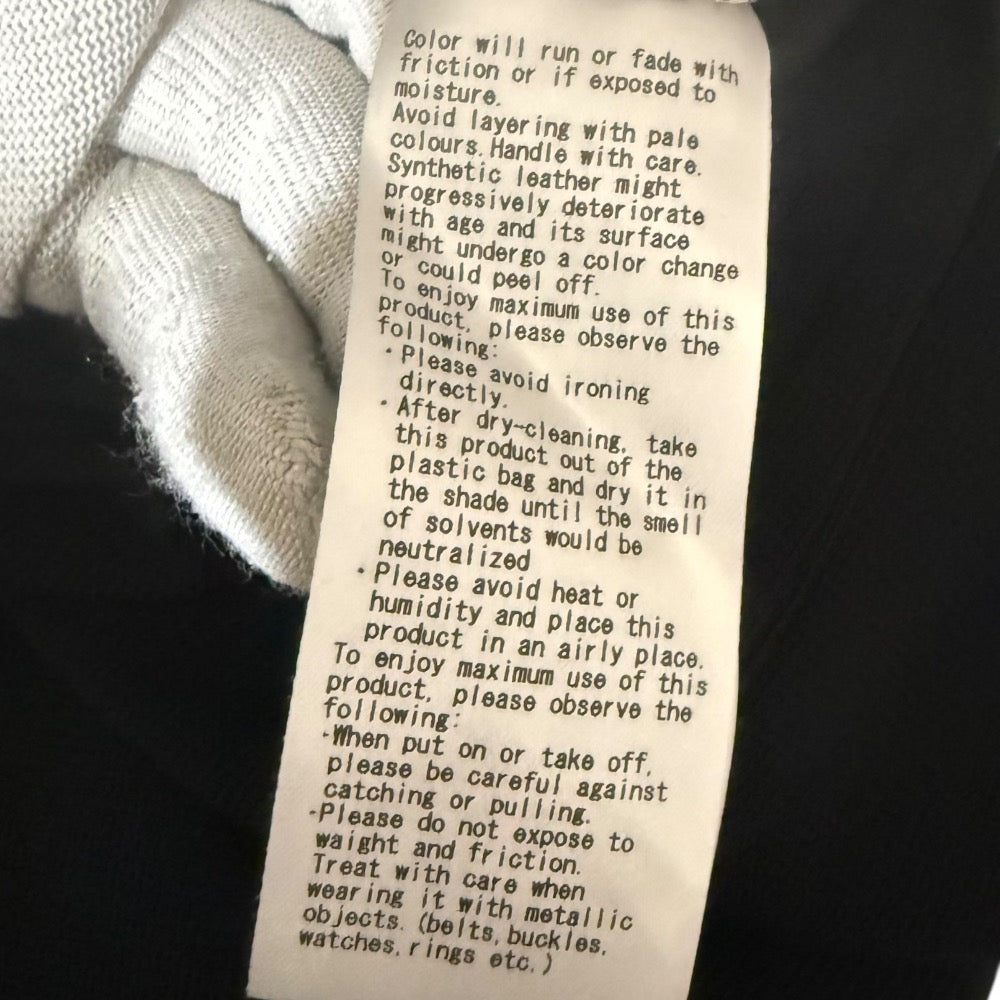 Color will run or fade with
friction or if exposed to
moisture.
Avoid layering with pale
colours. Handle with care.
Synthetic leather might
progressively deteriorate
with age and its surface
might undergo a color change
or could peel off.
To enjoy maximum use of this
product, please observe the
following:
・Please avoid ironing
directly.
・After dry-cleaning, take
this product out of the
plastic bag and dry it in
the shade until the smell
of solvents would be
neutralized
・Please avoid heat or
humidity and place this
product in an airly place.
To enjoy maximum use of this
product, please observe the
following:
-When put on or take off,
please be careful against
catching or pulling.
-Please do not expose to
waight and friction.
Treat with care when
wearing it with metallic
objects. (belts, buckles,
watches, rings etc.)